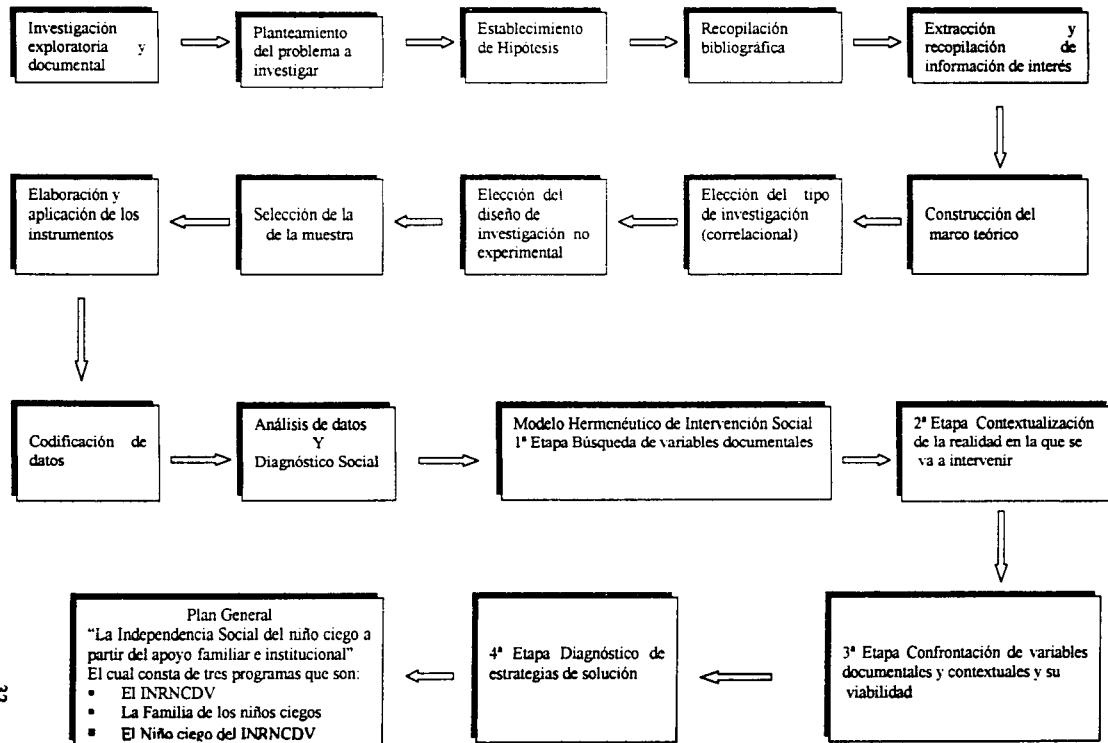 Investigación
exploratoria y
documental
Planteamiento
del problema a
investigar
Establecimiento
de Hipótesis
Recopilación
bibliográfica
Extracción y
recopilación de
información de interés
Construcción del
marco teórico
Elección del tipo
de investigación
(correlacional)
Elección del
diseño de
investigación no
experimental
Selección de la
de la muestra
Elaboración y
aplicación de los
instrumentos
Codificación de
datos
Análisis de datos
Y
Diagnóstico Social
Modelo Hermenéutico de Intervención Social
1ª Etapa Búsqueda de variables documentales
2ª Etapa Contextualización
de la realidad en la que se
va a intervenir
3ª Etapa Confrontación de variables
documentales y contextuales y su
viabilidad
4ª Etapa Diagnóstico de
estrategias de solución
Plan General
“La Independencia Social del niño ciego a
partir del apoyo familiar e institucional”
El cual consta de tres programas que son:
▪ El INRNCDV
▪ La Familia de los niños ciegos
▪ El Niño ciego del INRNCDV
32